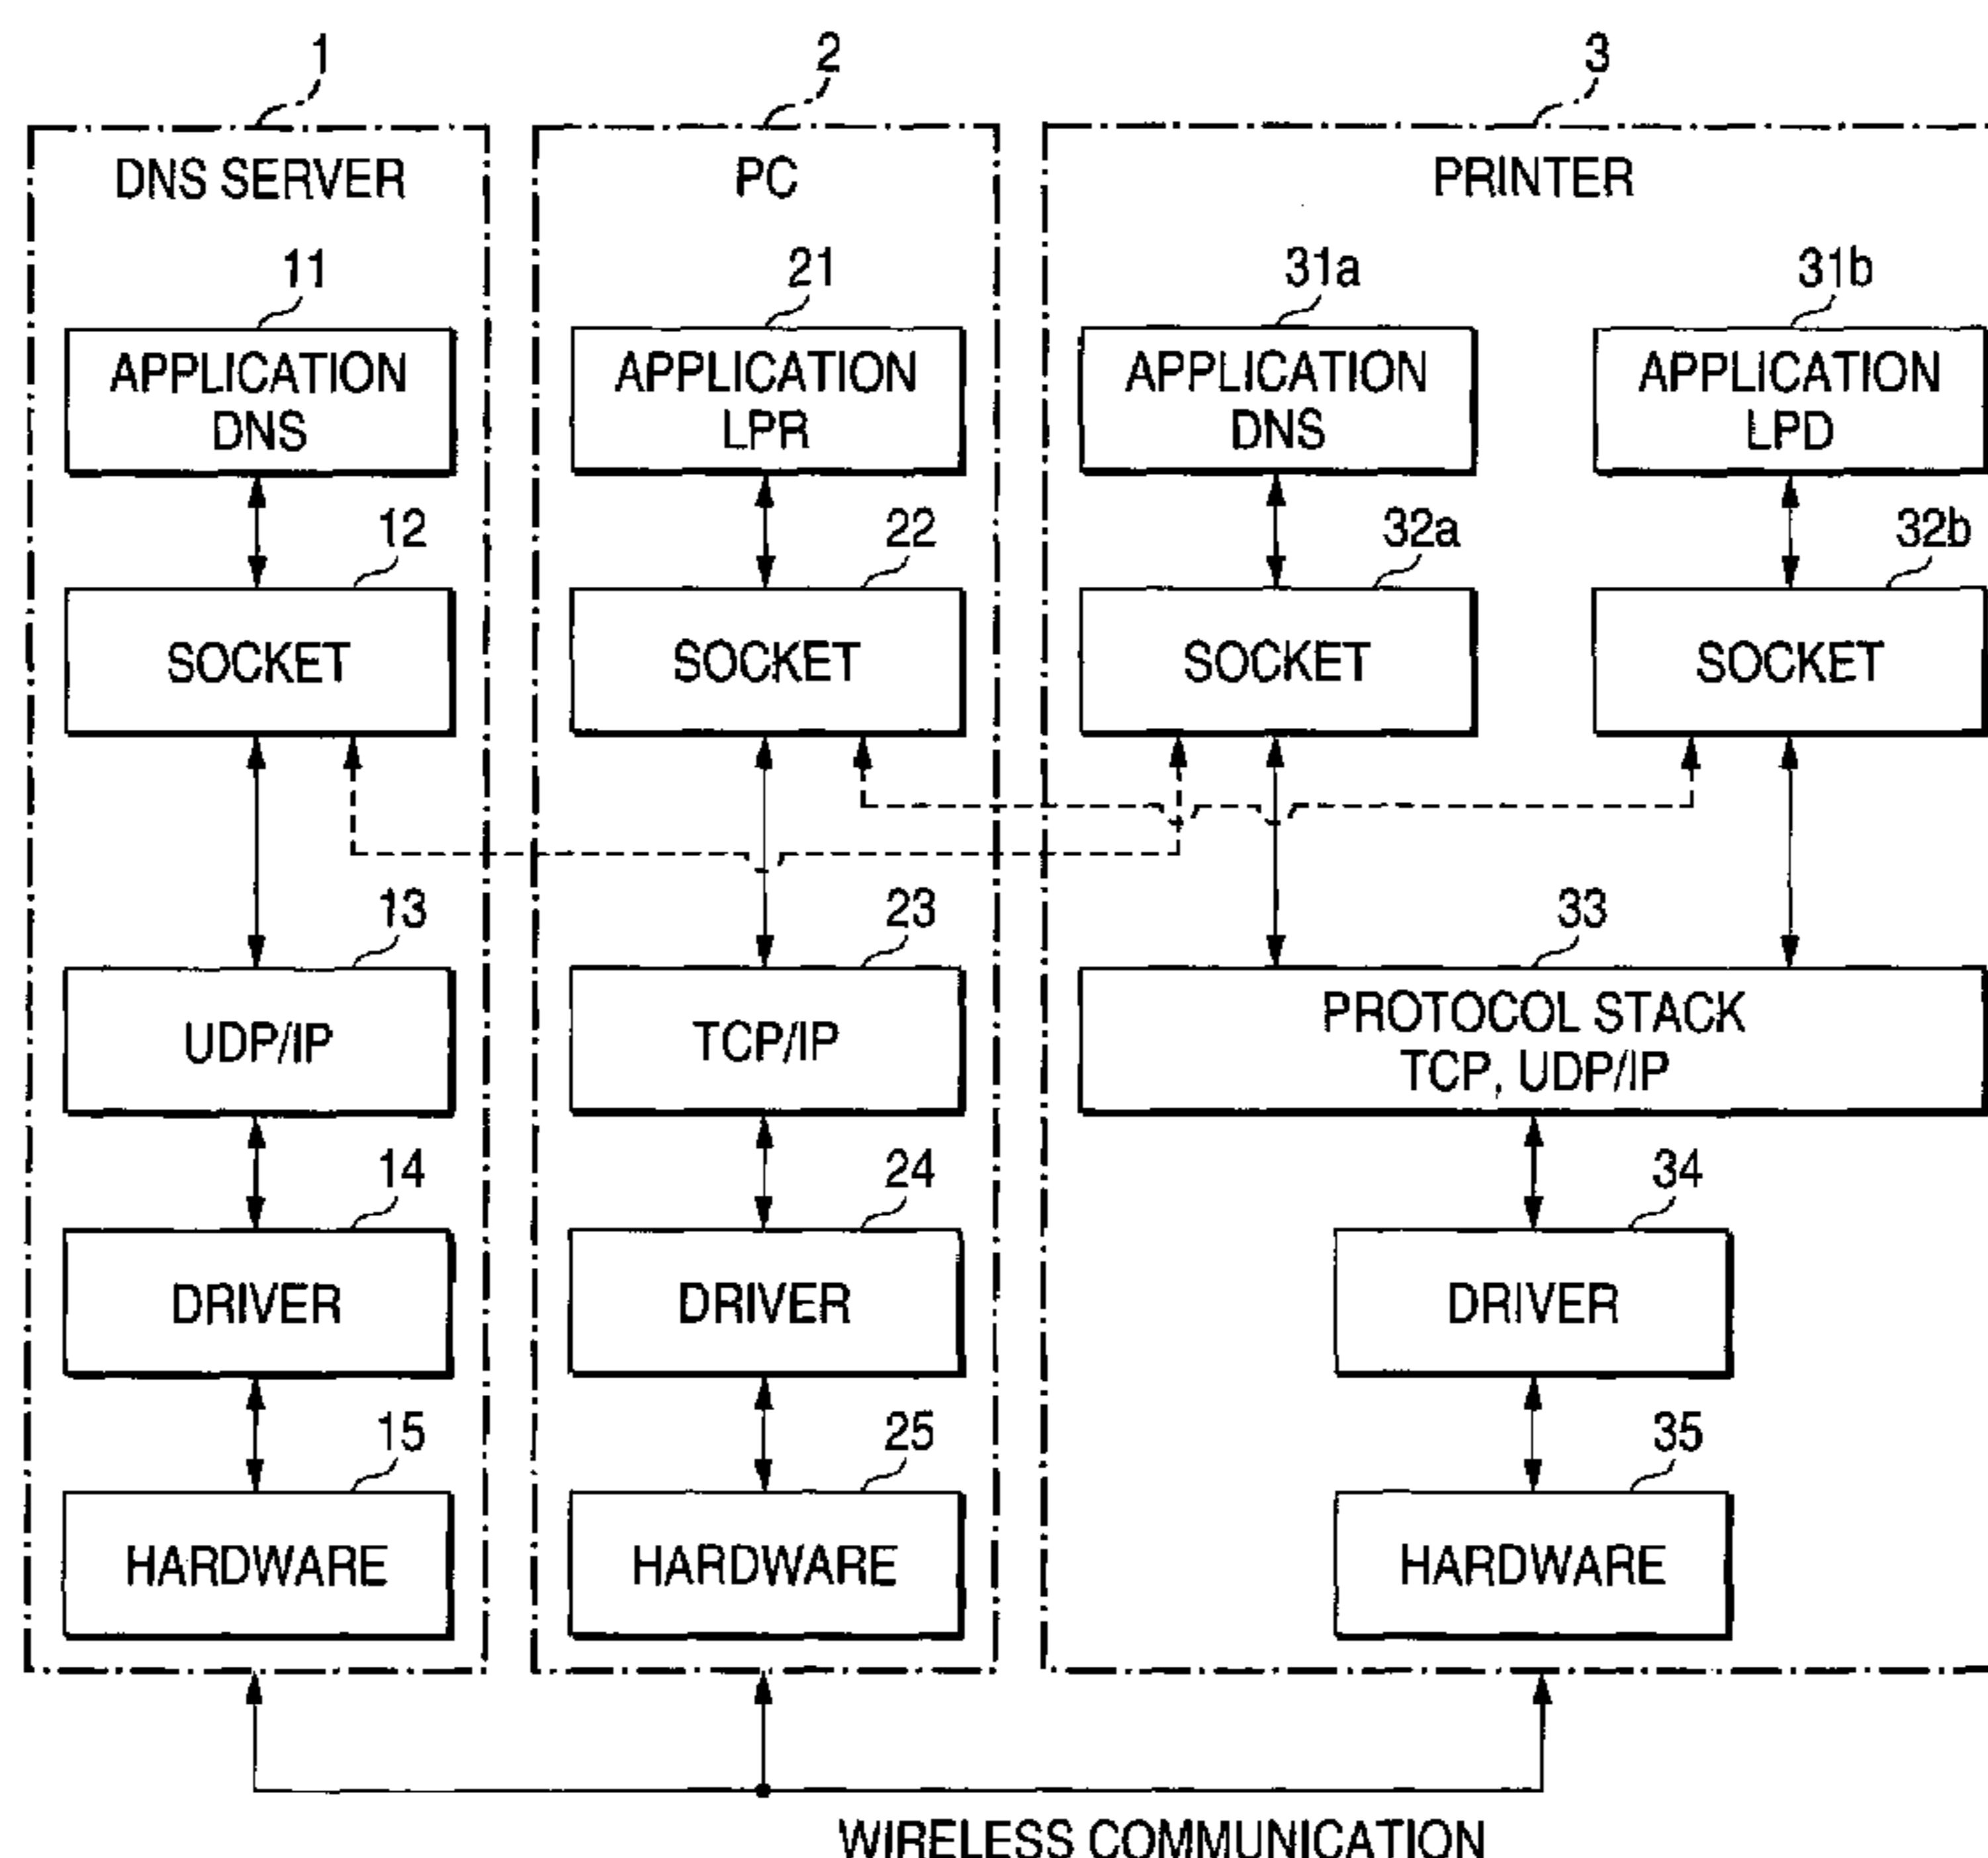 1
2
3
DNS SERVER
PC
PRINTER
11
21
31a
31b
APPLICATION
DNS
APPLICATION
LPR
APPLICATION
DNS
APPLICATION
LPD
12
22
32a
32b
SOCKET
SOCKET
SOCKET
SOCKET
13
23
33
UDP/IP
TCP/IP
PROTOCOL STACK
TCP, UDP/IP
14
24
34
DRIVER
DRIVER
DRIVER
15
25
35
HARDWARE
HARDWARE
HARDWARE
WIRELESS COMMUNICATION